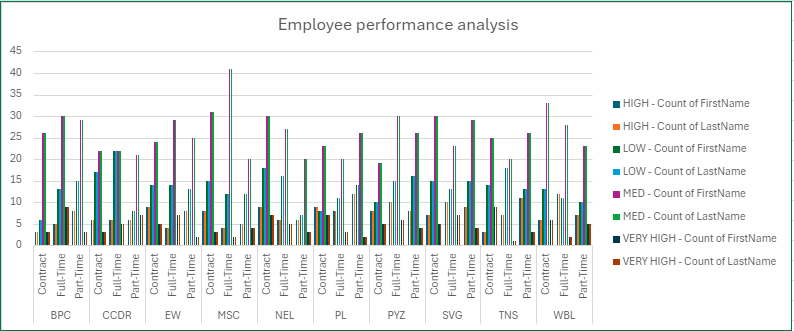 Employee performance analysis
45
40
35
30
25
20
15
10
5
0
Contract Full-Time Part-Time Contract Full-Time Part-Time Contract Full-Time Part-Time Contract Full-Time Part-Time Contract Full-Time Part-Time Contract Full-Time Part-Time Contract Full-Time Part-Time Contract Full-Time Part-Time Contract Full-Time Part-Time Contract Full-Time Part-Time
BPC CCDR EW MSC NEL PL PYZ SVG TNS WBL
HIGH - Count of FirstName
HIGH - Count of LastName
LOW - Count of FirstName
LOW - Count of LastName
MED - Count of FirstName
MED - Count of LastName
VERY HIGH - Count of FirstName
VERY HIGH - Count of LastName